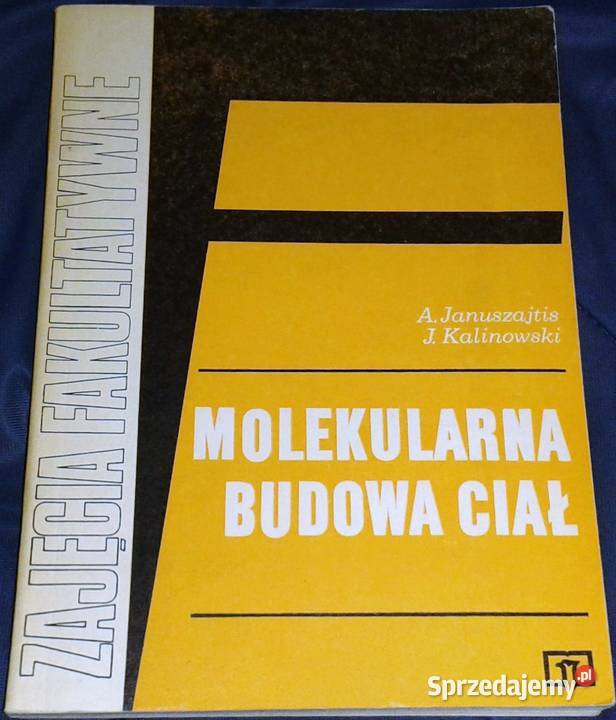 ZAJĘCIA FAKULTATYWNE
A. Januszajtis
J. Kalinowski
MOLEKULARNA
BUDOWA CIAŁ
Sprzedajemy.pl